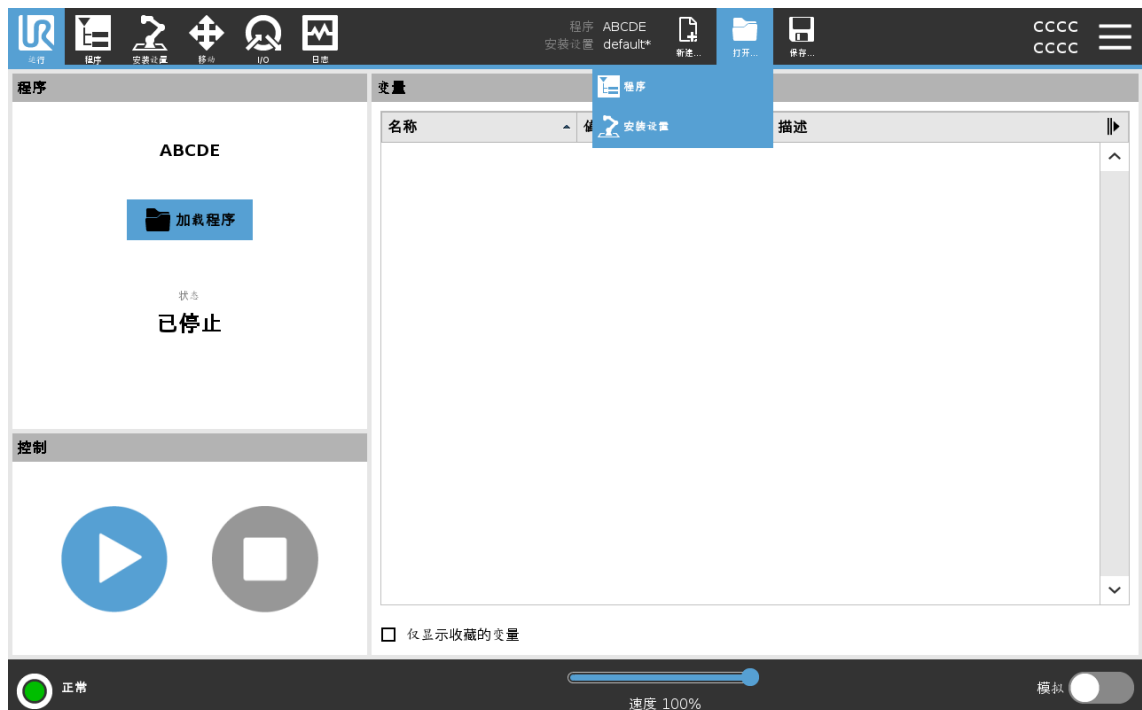 UR
运行
程序
安装设置
移动
I/O
日志
程序 ABCDE
安装设置 default*
新建...
打开...
保存...
CCCC
CCCC
程序
安装设置
程序
ABCDE
加载程序
状态
已停止
控制
变量
名称
描述
仅显示收藏的变量
正常
速度 100%
模拟